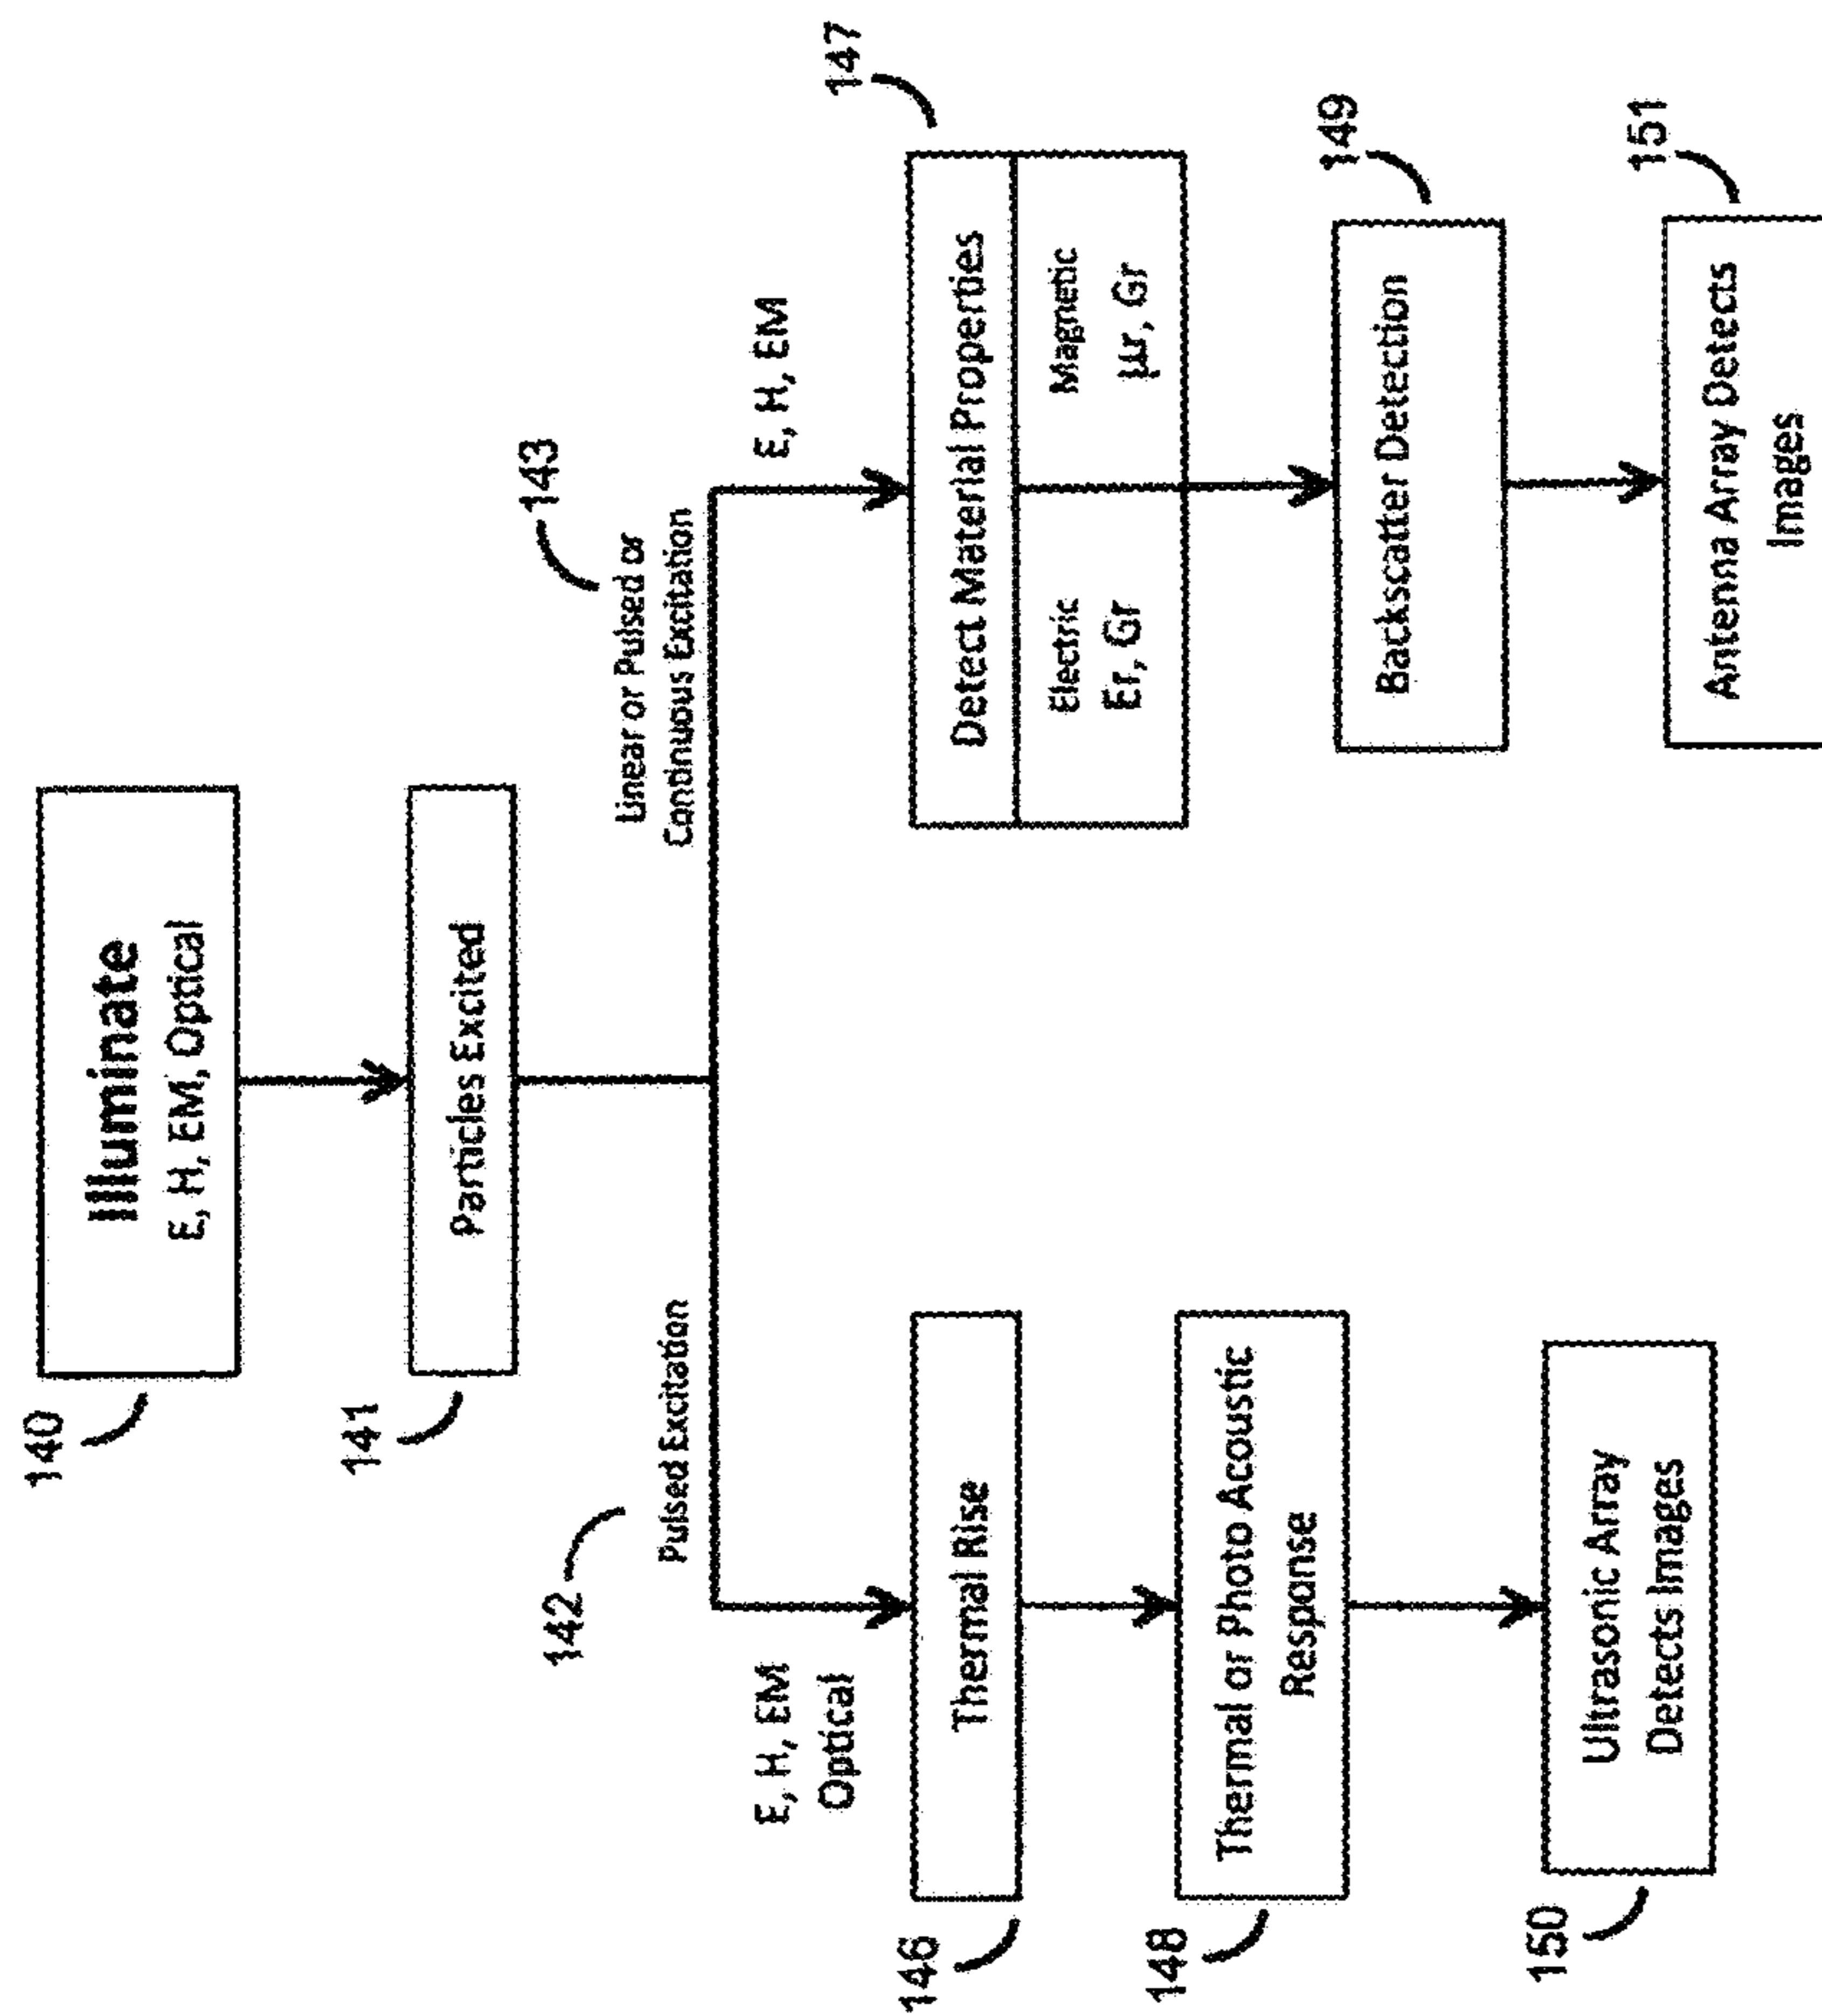 140
Illuminate
E, H, EM, Optical
141
Particles Excited
142
Pulsed Excitation
143
Linear or Pulsed or
Continuous Excitation
E, H, EM
Optical
E, H, EM
146
Thermal Rise
147
Detect Material Properties
Electric
Er, Gr
Magnetic
µr, Gr
148
Thermal or Photo Acoustic
Response
149
Backscatter Detection
150
Ultrasonic Array
Detects Images
151
Antenna Array Detects
Images